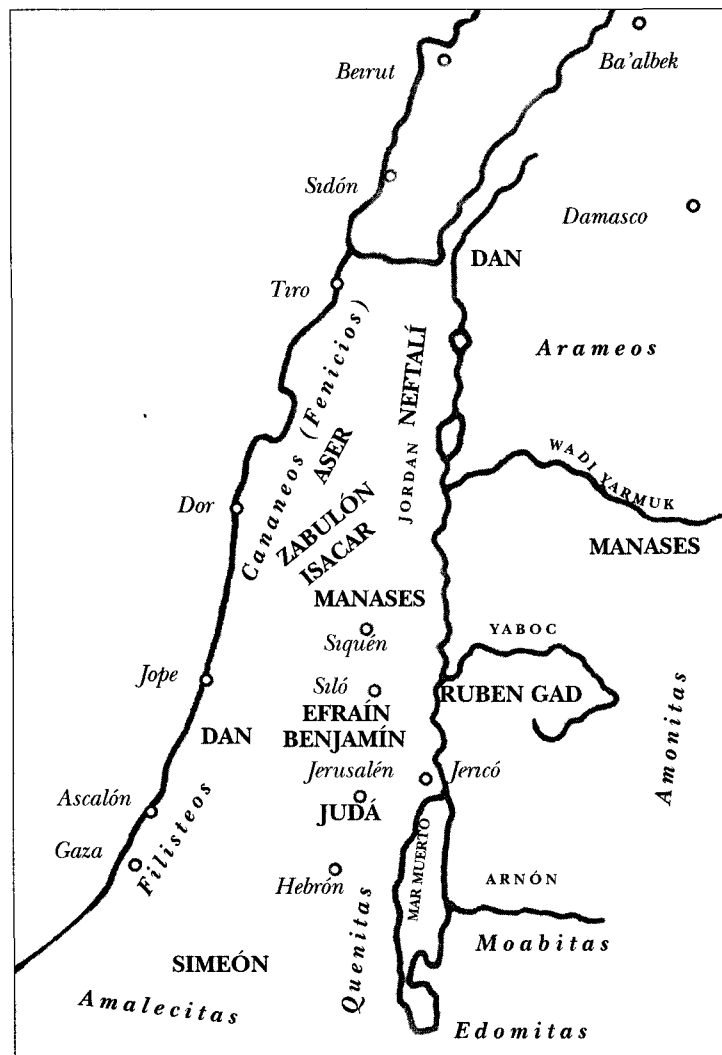 Beirut
Ba'albek
Sidón
Damasco
DAN
Tiro
Arameos
Cananeos (Fenicios)
NEFTALÍ
ASER
JORDAN
WADI YARMUK
Dor
ZABULÓN
ISACAR
MANASES
MANASES
Siquén
YABOC
Jope
Siló
RUBEN GAD
EFRAÍN
BENJAMÍN
DAN
Amonitas
Jerusalén
Jericó
Ascalón
JUDÁ
Filisteos
Gaza
MAR MUERTO
Hebrón
ARNÓN
Quenitas
Moabitas
SIMEÓN
Amalecitas
Edomitas